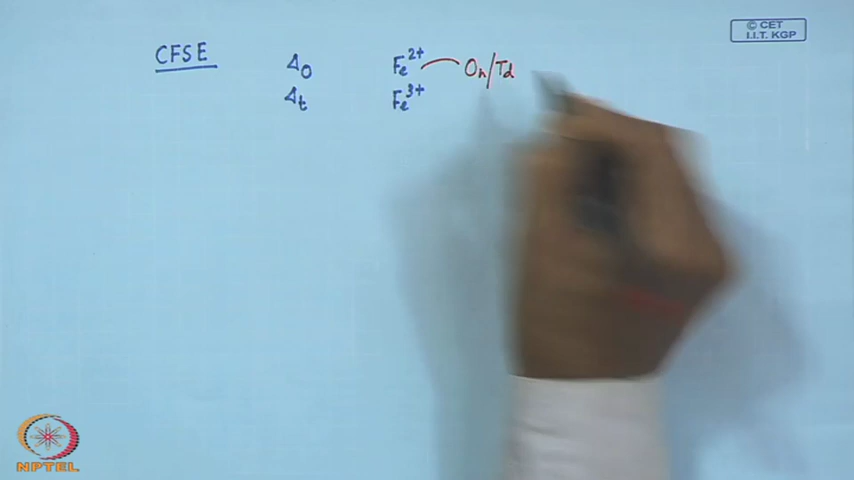 © CET
I.I.T. KGP
CFSE
Δo Fe²⁺ Oh/Td
Δt Fe³⁺
NPTEL